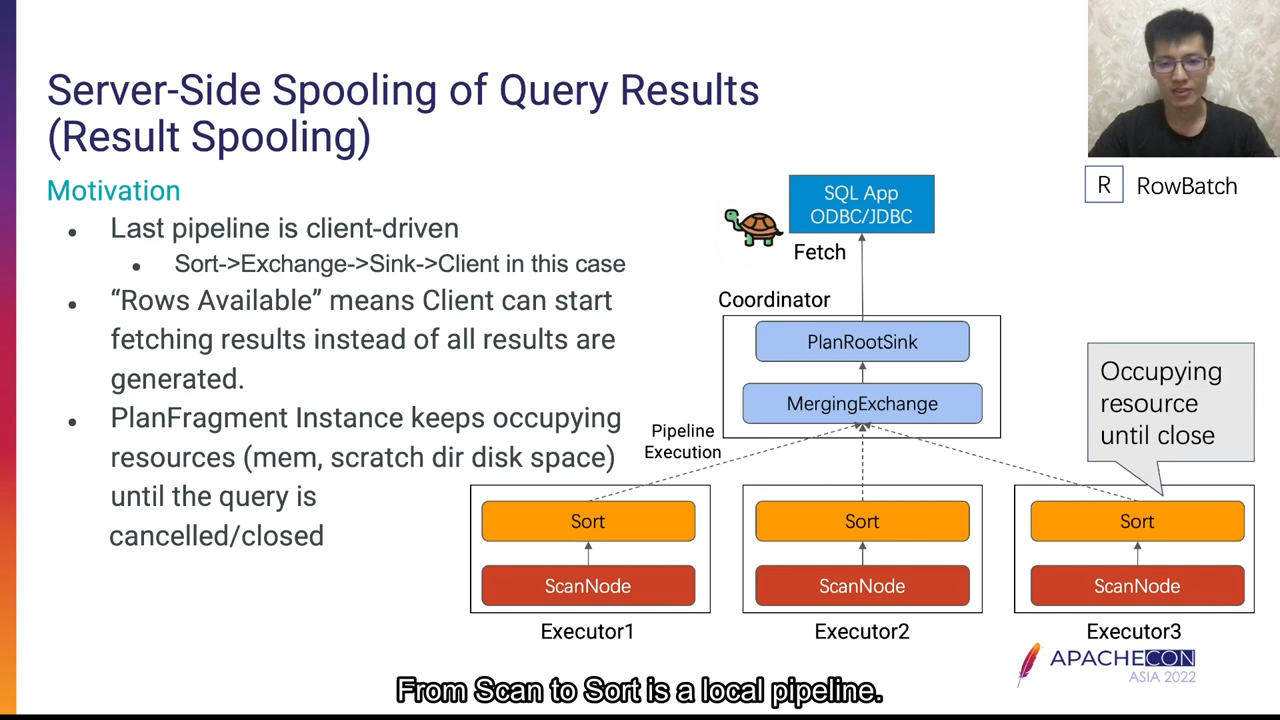 Server-Side Spooling of Query Results
(Result Spooling)
Motivation
• Last pipeline is client-driven
• Sort->Exchange->Sink->Client in this case
• “Rows Available” means Client can start
fetching results instead of all results are
generated.
• PlanFragment Instance keeps occupying
resources (mem, scratch dir disk space)
until the query is
cancelled/closed
R RowBatch
SQL App
ODBC/JDBC
Fetch
Coordinator
PlanRootSink
MergingExchange
Pipeline
Execution
Occupying
resource
until close
Sort
ScanNode
Executor1
Sort
ScanNode
Executor2
Sort
ScanNode
Executor3
APACHECON
ASIA 2022
From Scan to Sort is a local pipeline.